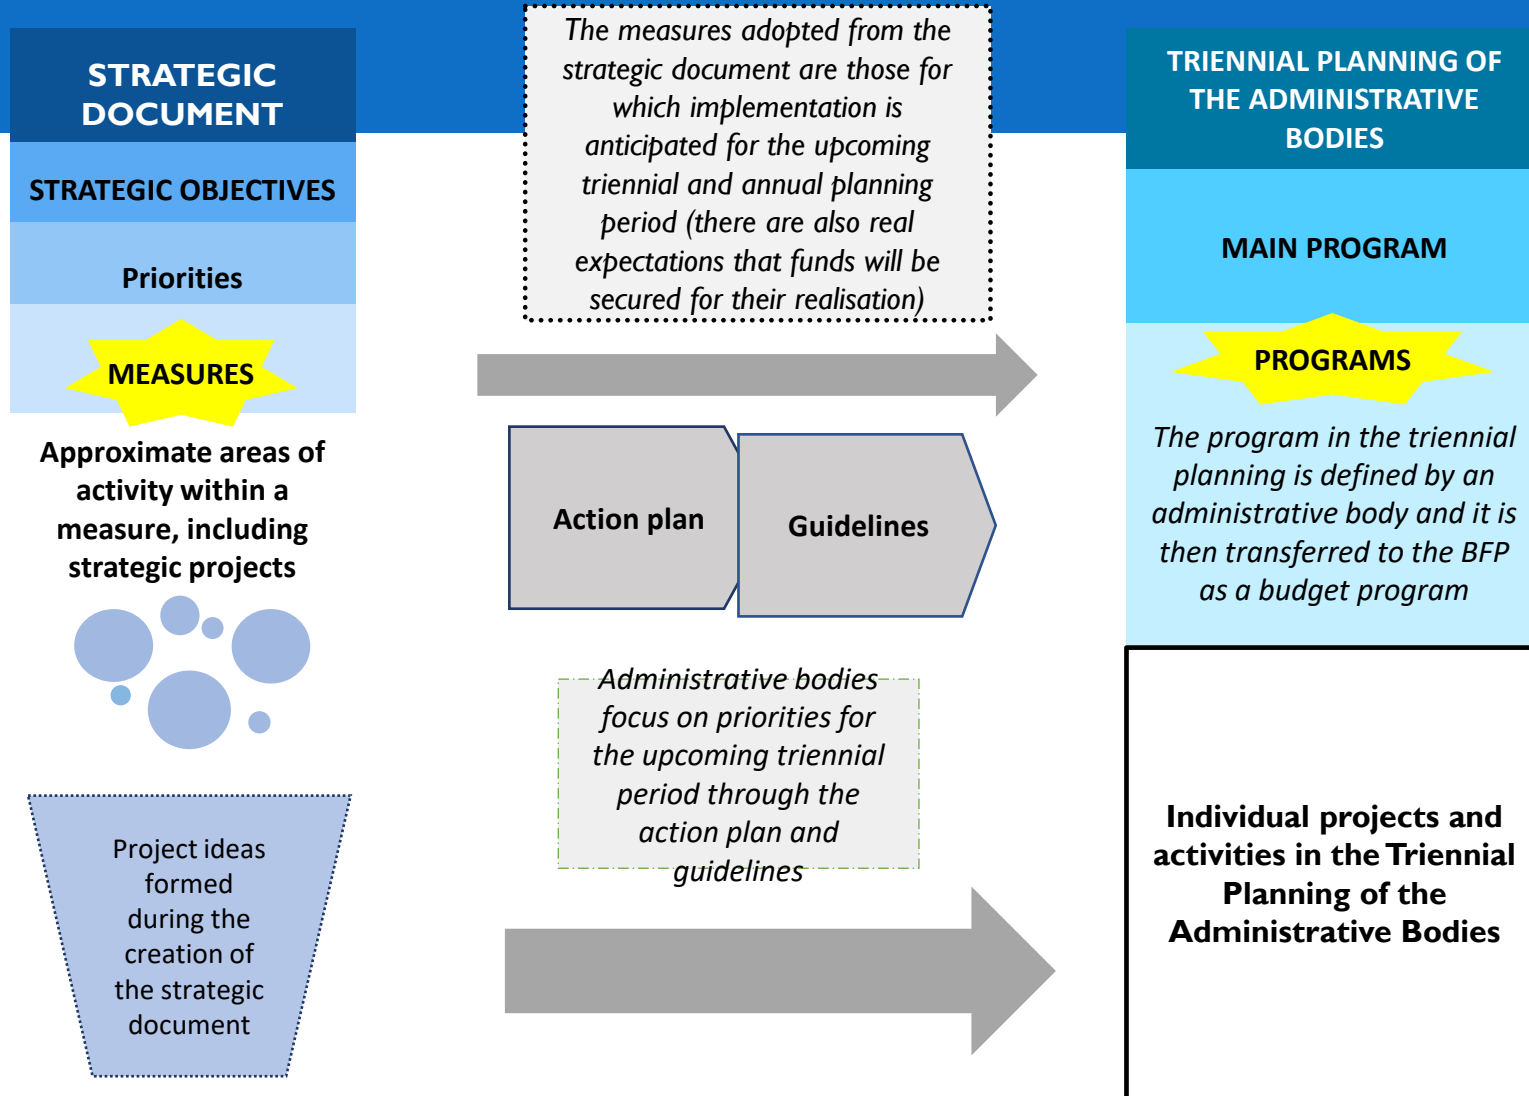 STRATEGIC
DOCUMENT
STRATEGIC OBJECTIVES
Priorities
MEASURES
Approximate areas of
activity within a
measure, including
strategic projects
Project ideas
formed
during the
creation of
the strategic
document
The measures adopted from the
strategic document are those for
which implementation is
anticipated for the upcoming
triennial and annual planning
period (there are also real
expectations that funds will be
secured for their realisation)
Action plan
Guidelines
Administrative bodies
focus on priorities for
the upcoming triennial
period through the
action plan and
guidelines
TRIENNIAL PLANNING OF
THE ADMINISTRATIVE
BODIES
MAIN PROGRAM
PROGRAMS
The program in the triennial
planning is defined by an
administrative body and it is
then transferred to the BFP
as a budget program
Individual projects and
activities in the Triennial
Planning of the
Administrative Bodies